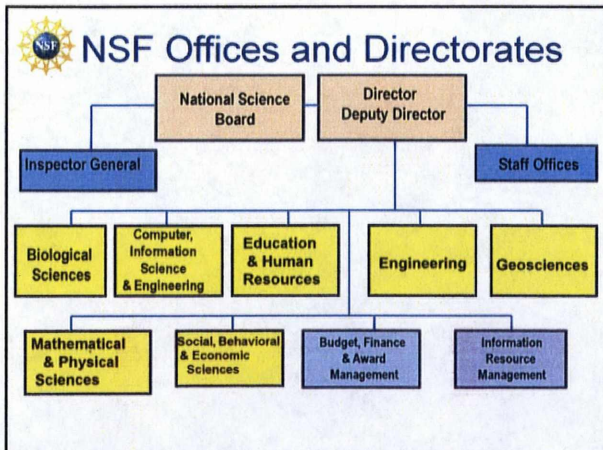 NSF
NSF Offices and Directorates
National Science
Board
Director
Deputy Director
Inspector General
Staff Offices
Biological
Sciences
Computer,
Information
Science
& Engineering
Education
& Human
Resources
Engineering
Geosciences
Mathematical
& Physical
Sciences
Social, Behavioral
& Economic
Sciences
Budget, Finance
& Award
Management
Information
Resource
Management